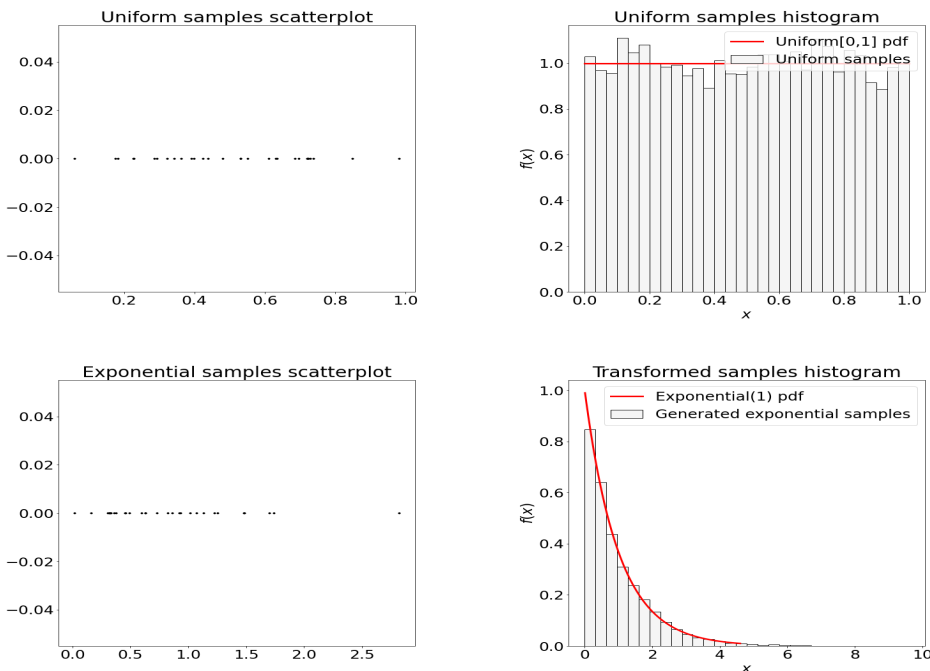 Uniform samples scatterplot
0.04
0.02
0.00
−0.02
−0.04
0.2 0.4 0.6 0.8 1.0
Uniform samples histogram
Uniform[0,1] pdf
Uniform samples
1.0
0.8
0.6
0.4
0.2
0.0
f(x)
0.0 0.2 0.4 0.6 0.8 1.0
x
Exponential samples scatterplot
0.04
0.02
0.00
−0.02
−0.04
0.0 0.5 1.0 1.5 2.0 2.5
Transformed samples histogram
Exponential(1) pdf
Generated exponential samples
1.0
0.8
0.6
0.4
0.2
0.0
f(x)
0 2 4 6 8 10
x